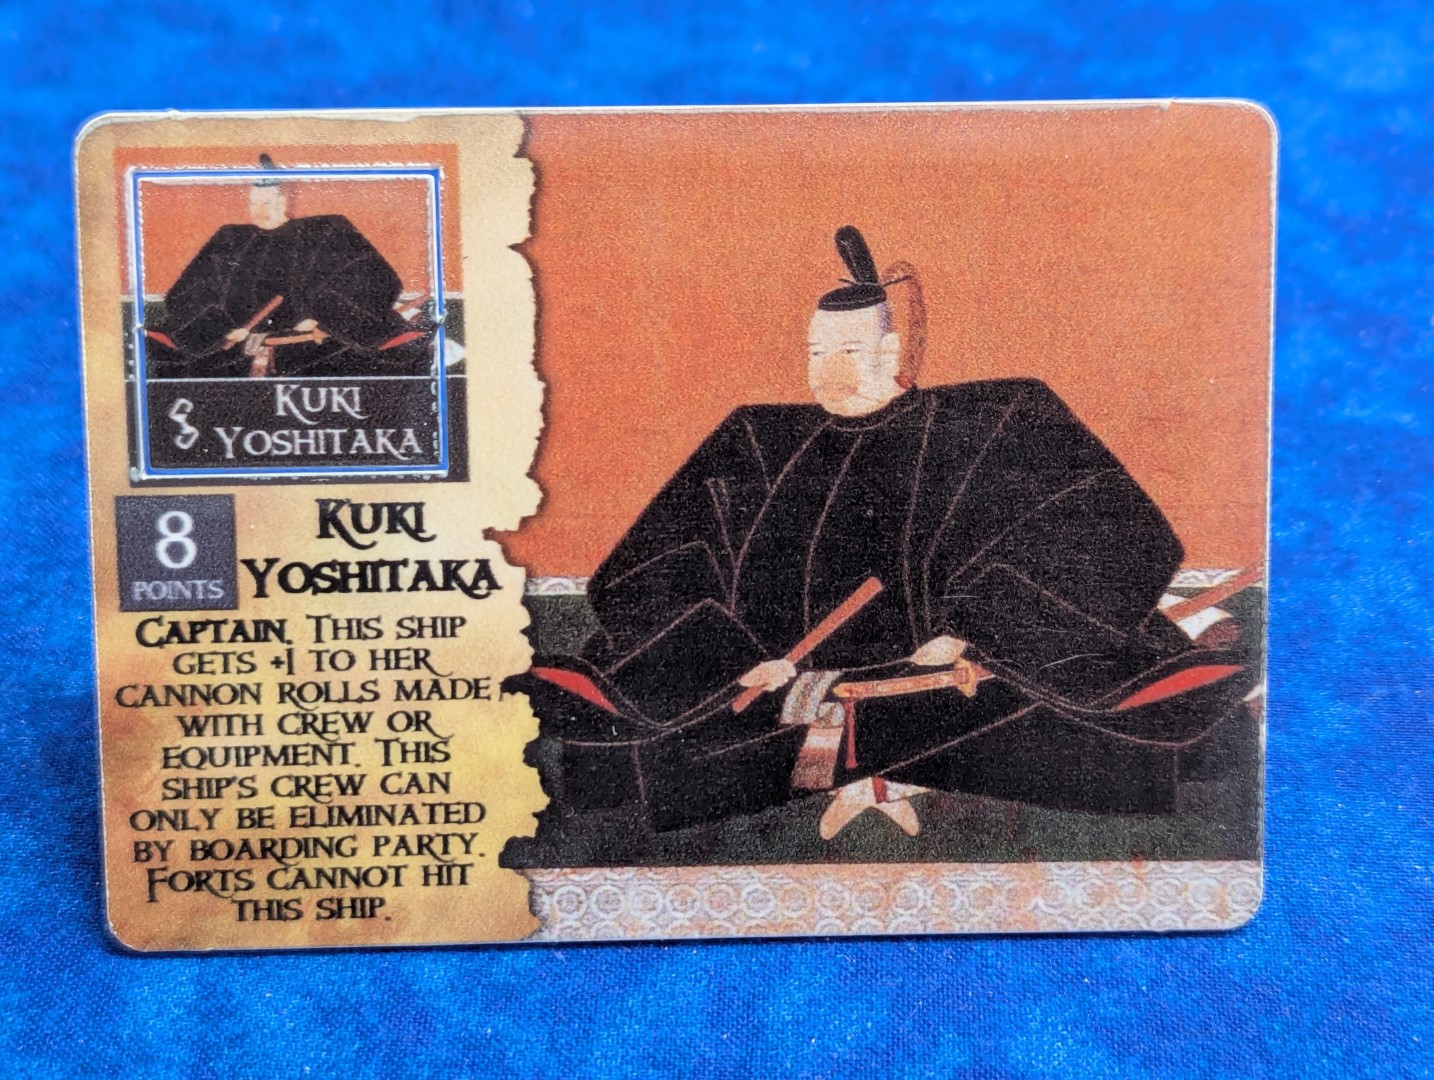 Kuki
Yoshitaka
8
Points
Kuki
Yoshitaka
Captain. This ship
gets +1 to her
cannon rolls made
with crew or
equipment. This
ship's crew can
only be eliminated
by boarding party.
Forts cannot hit
this ship.